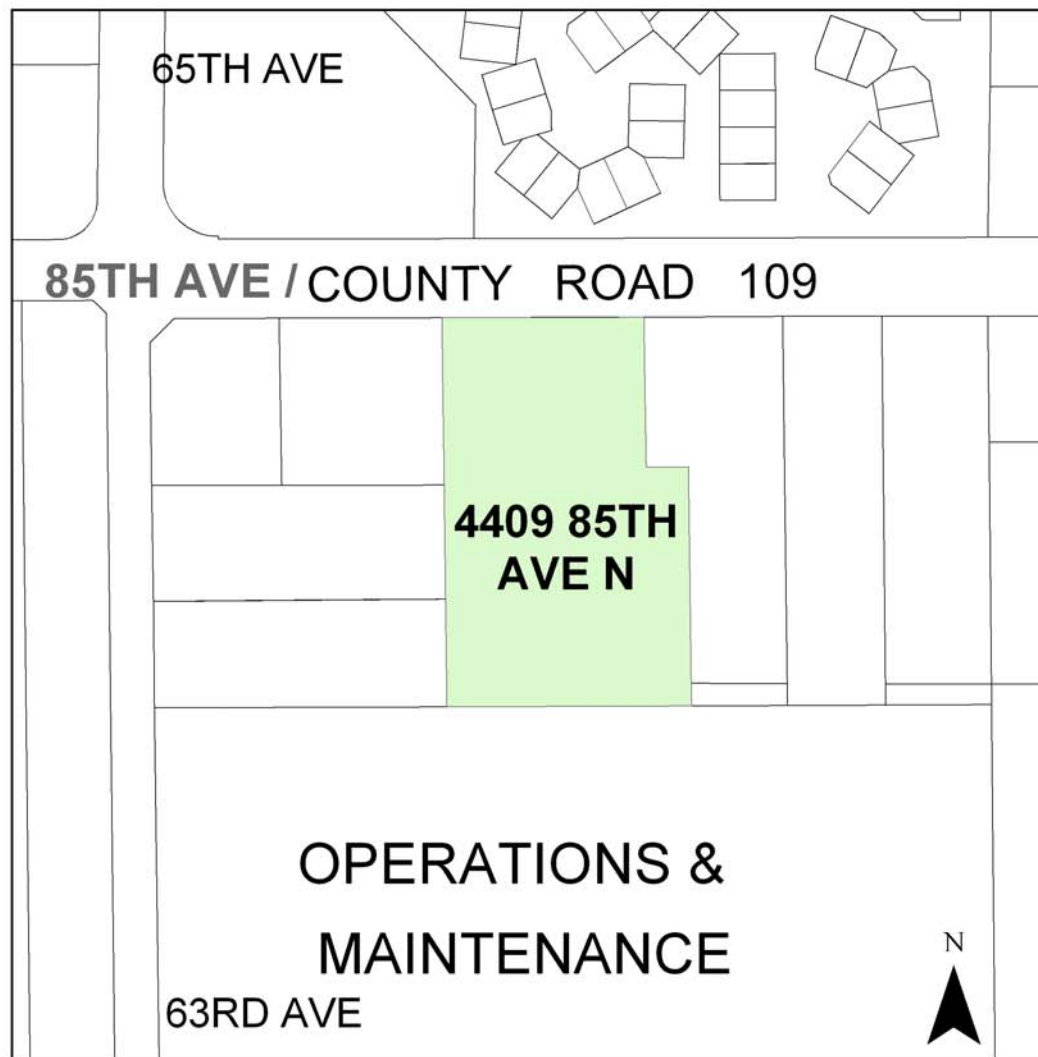 65TH AVE
85TH AVE / COUNTY ROAD 109
4409 85TH
AVE N
OPERATIONS &
MAINTENANCE
63RD AVE
N